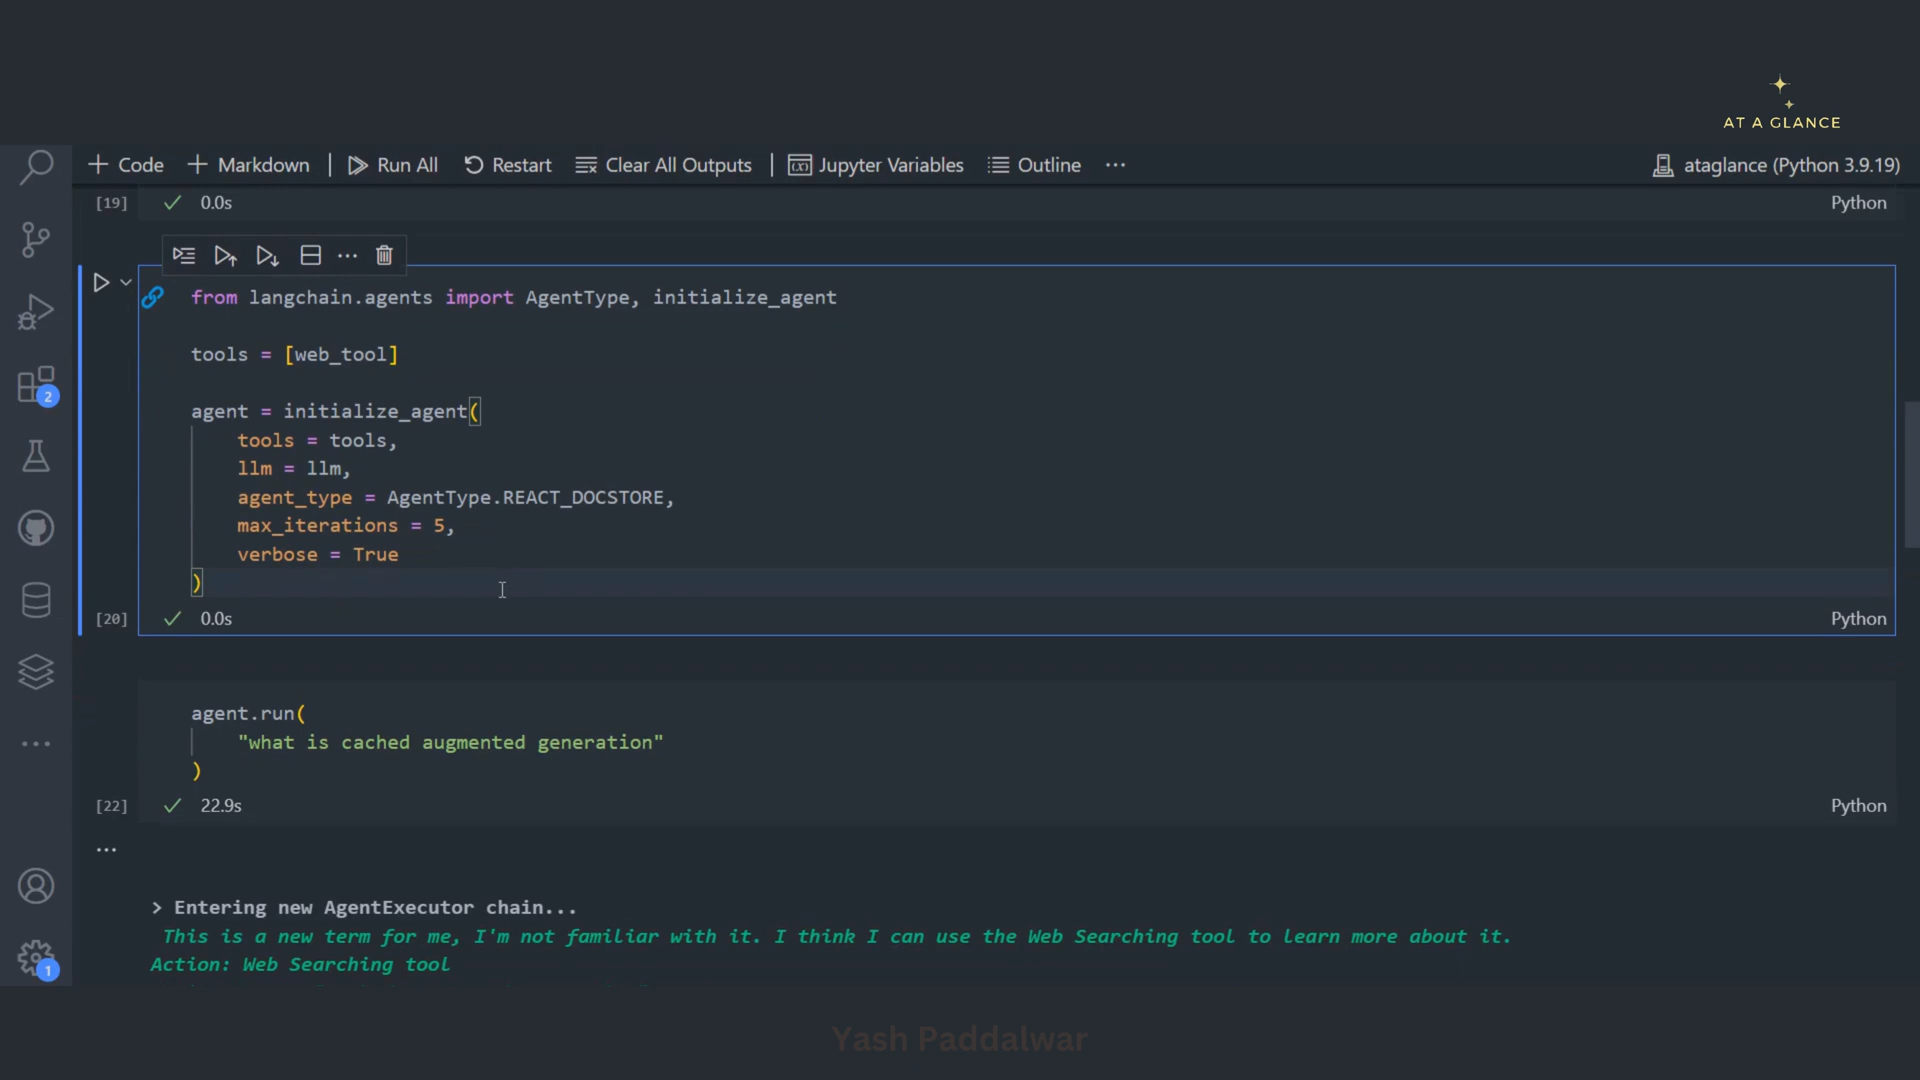 AT A GLANCE
Code Markdown Run All Restart Clear All Outputs Jupyter Variables Outline ... ataglance (Python 3.9.19)
[19] 0.0s Python
from langchain.agents import AgentType, initialize_agent
tools = [web_tool]
agent = initialize_agent(
tools = tools,
llm = llm,
agent_type = AgentType.REACT_DOCSTORE,
max_iterations = 5,
verbose = True
)
[20] 0.0s Python
agent.run(
"what is cached augmented generation"
)
[22] 22.9s Python
...
> Entering new AgentExecutor chain...
This is a new term for me, I'm not familiar with it. I think I can use the Web Searching tool to learn more about it.
Action: Web Searching tool
2
1
Yash Paddalwar